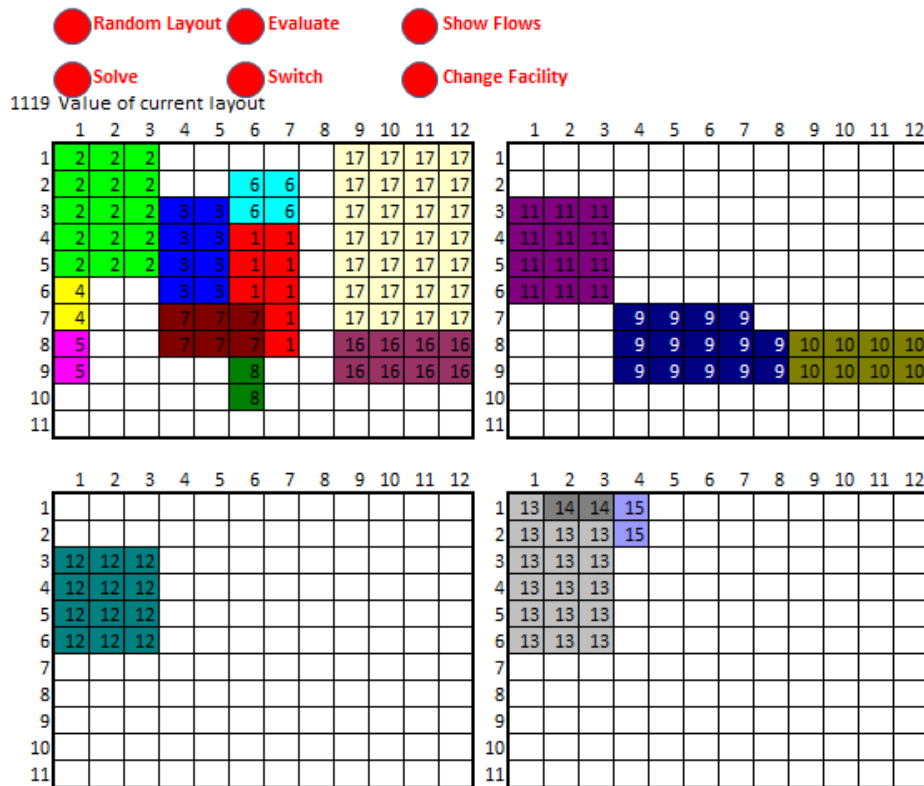 Random Layout Evaluate Show Flows
Solve Switch Change Facility
1119 Value of current layout
1 2 3 4 5 6 7 8 9 10 11 12 1 2 3 4 5 6 7 8 9 10 11 12
1 2 2 2 17 17 17 17 1
2 2 2 2 6 6 17 17 17 17 2
3 2 2 2 3 3 6 6 17 17 17 17 3 11 11 11
4 2 2 2 3 3 1 1 17 17 17 17 4 11 11 11
5 2 2 2 3 3 1 1 17 17 17 17 5 11 11 11
6 4 3 3 1 1 17 17 17 17 6 11 11 11
7 4 7 7 7 1 17 17 17 17 7 9 9 9 9
8 5 7 7 7 1 16 16 16 16 8 9 9 9 9 9 10 10 10 10
9 5 8 16 16 16 16 9 9 9 9 9 9 10 10 10 10
10 8 10
11 11
1 2 3 4 5 6 7 8 9 10 11 12 1 2 3 4 5 6 7 8 9 10 11 12
1 1 13 14 14 15
2 2 13 13 13 15
3 12 12 12 3 13 13 13
4 12 12 12 4 13 13 13
5 12 12 12 5 13 13 13
6 12 12 12 6 13 13 13
7 7
8 8
9 9
10 10
11 11